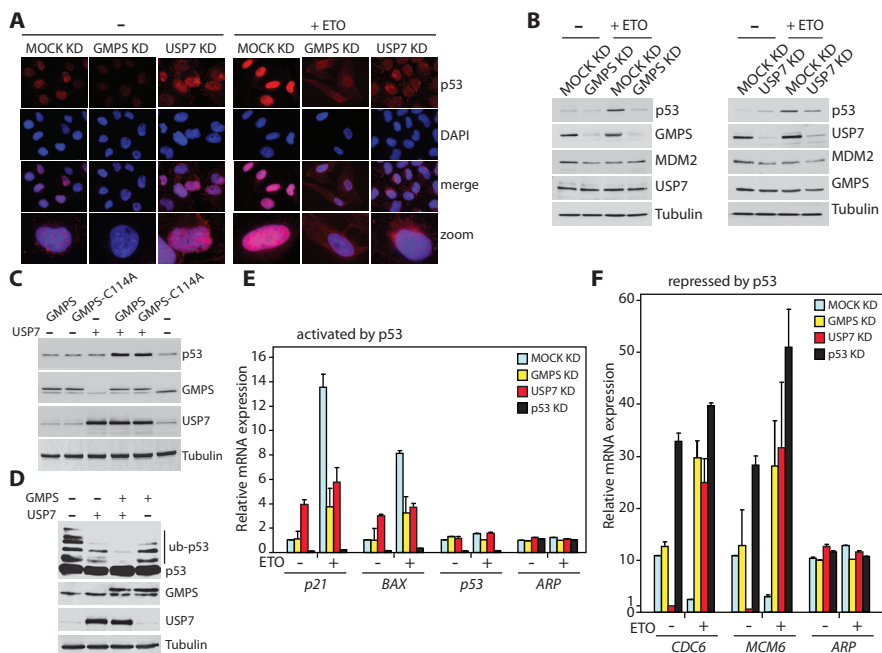 A
–
+ ETO
MOCK KD GMPS KD USP7 KD MOCK KD GMPS KD USP7 KD
p53
DAPI
merge
zoom
B
– + ETO
MOCK KD GMPS KD MOCK KD GMPS KD
p53
GMPS
MDM2
USP7
Tubulin
– + ETO
MOCK KD USP7 KD MOCK KD USP7 KD
p53
USP7
MDM2
GMPS
Tubulin
C
GMPS GMPS-C114A GMPS GMPS-C114A
USP7 – – + + + –
p53
GMPS
USP7
Tubulin
D
GMPS – – + +
USP7 – + + –
ub-p53
p53
GMPS
USP7
Tubulin
E
activated by p53
Relative mRNA expression
16
14
12
10
8
6
4
2
0
MOCK KD
GMPS KD
USP7 KD
p53 KD
ETO – + – + – + – +
p21 BAX p53 ARP
F
repressed by p53
Relative mRNA expression
60
50
40
30
20
10
1
0
MOCK KD
GMPS KD
USP7 KD
p53 KD
ETO – + – + – +
CDC6 MCM6 ARP